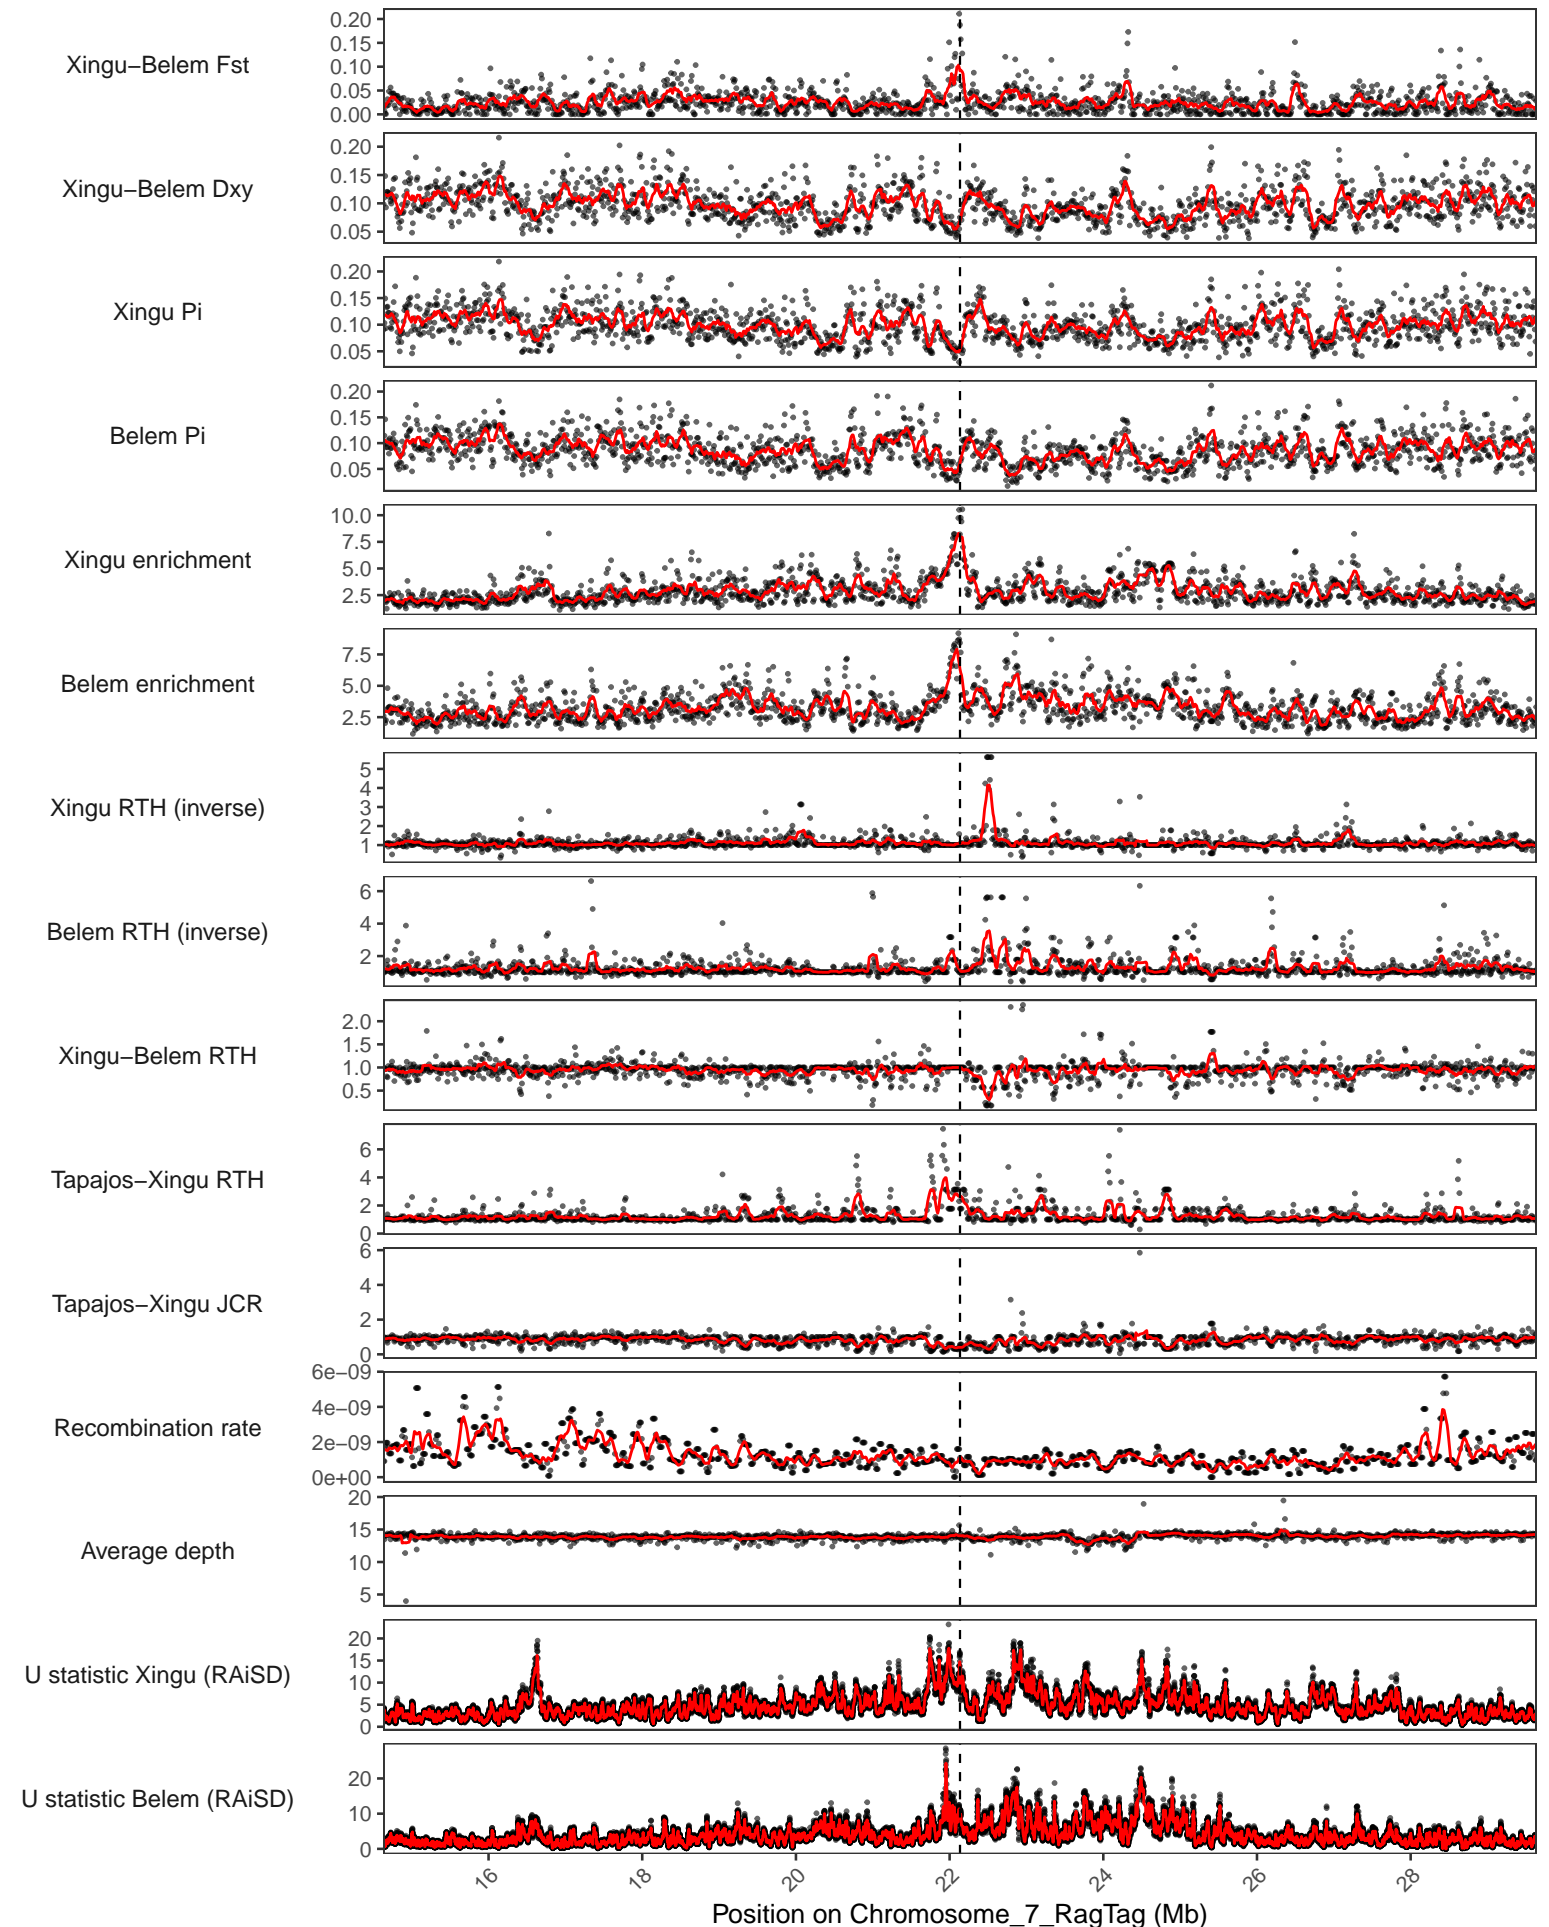 Xingu−Belem Fst
0.20
0.15
0.10
0.05
0.00
Xingu−Belem Dxy
0.20
0.15
0.10
0.05
Xingu Pi
0.20
0.15
0.10
0.05
Belem Pi
0.20
0.15
0.10
0.05
Xingu enrichment
10.0
7.5
5.0
2.5
Belem enrichment
7.5
5.0
2.5
Xingu RTH (inverse)
5
4
3
2
1
Belem RTH (inverse)
6
4
2
Xingu−Belem RTH
2.0
1.5
1.0
0.5
Tapajos−Xingu RTH
6
4
2
0
Tapajos−Xingu JCR
6
4
2
0
Recombination rate
6e−09
4e−09
2e−09
0e+00
Average depth
20
15
10
5
U statistic Xingu (RAiSD)
20
15
10
5
0
U statistic Belem (RAiSD)
20
10
0
16 18 20 22 24 26 28
Position on Chromosome_7_RagTag (Mb)